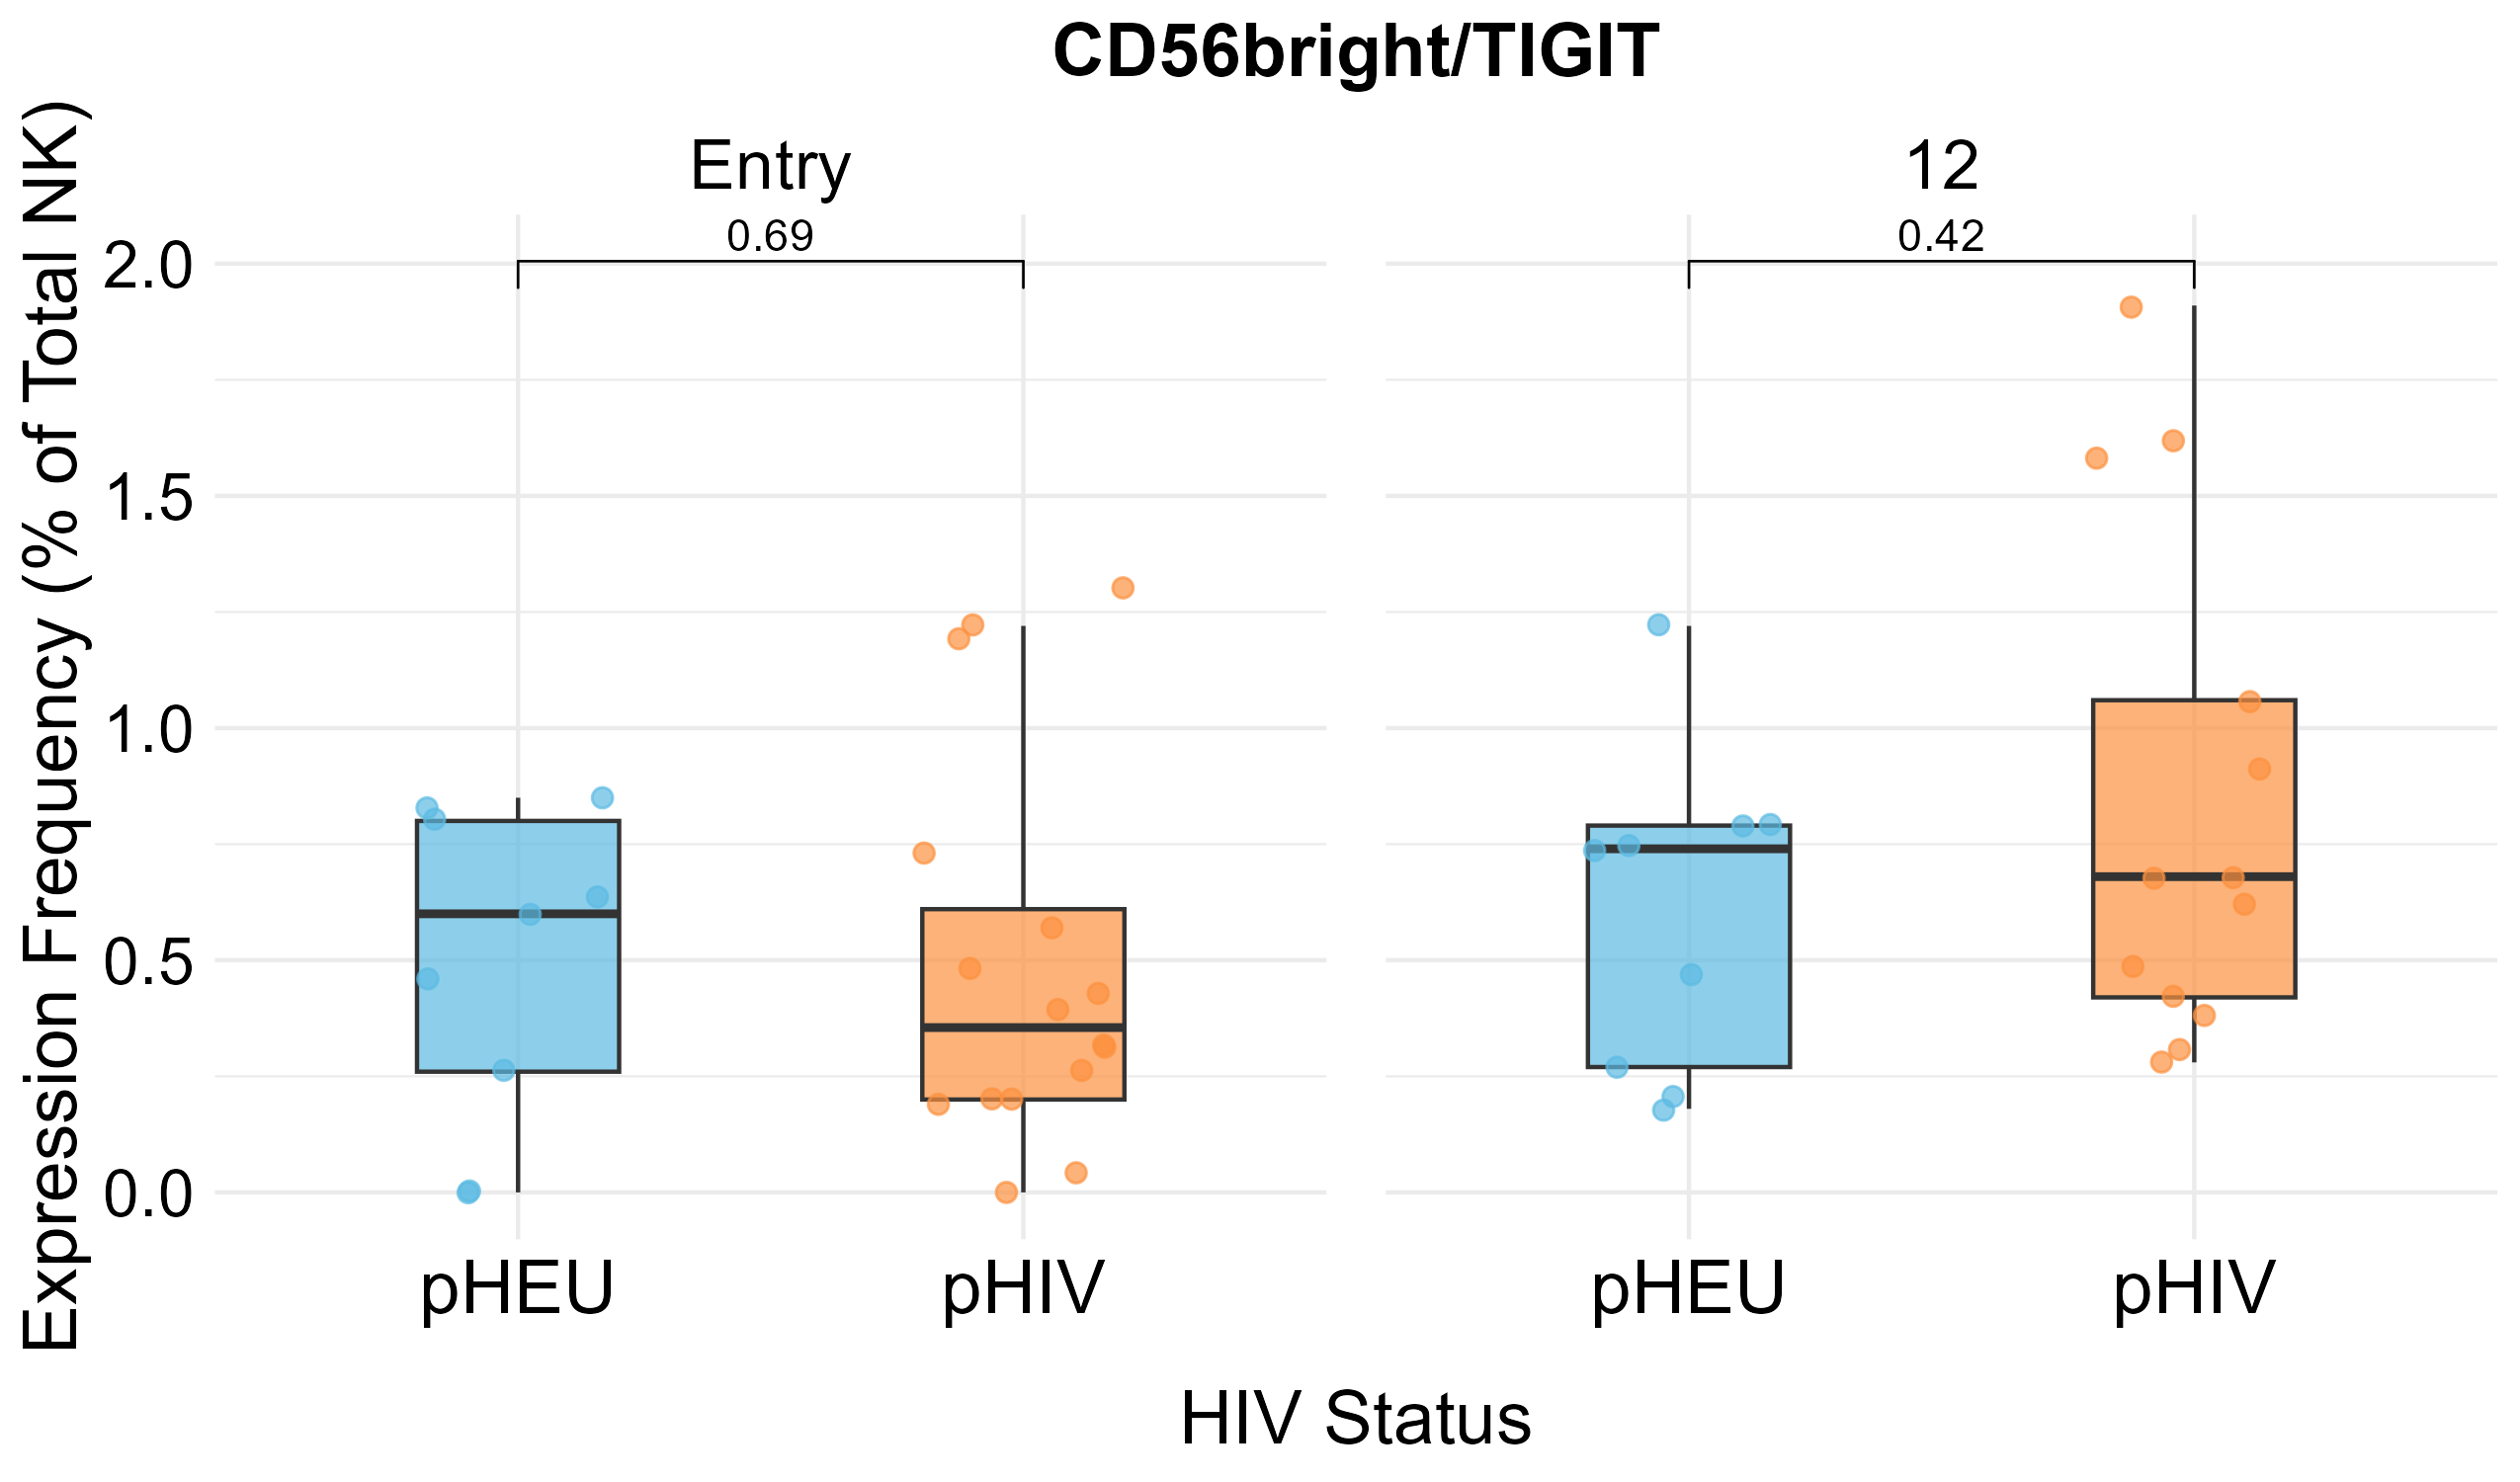 CD56bright/TIGIT
Expression Frequency (% of Total NK)
Entry
12
0.69
0.42
2.0
1.5
1.0
0.5
0.0
pHEU
pHIV
pHEU
pHIV
HIV Status